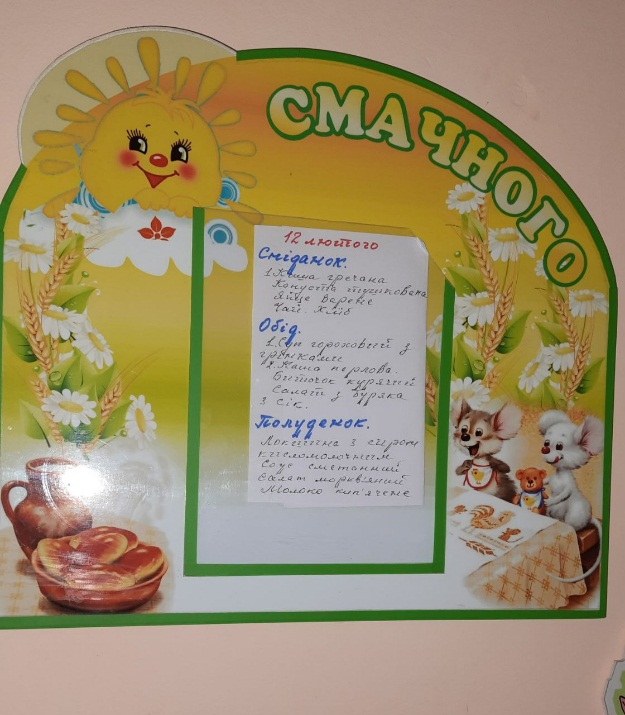 СМАЧНОГО
12 лютого
Сніданок.
1. Каша гречана
Капуста тушкована
Яйце варене
Чай. Хліб
Обід.
1. Суп гороховий з
грінками
2. Каша перлова.
Биточок курячий
Салат з буряка
3 Сік.
Полуденок.
Локшина з сиром
кисломолочним
Соус сметанний
Салат морквяний
Молоко кип'ячене